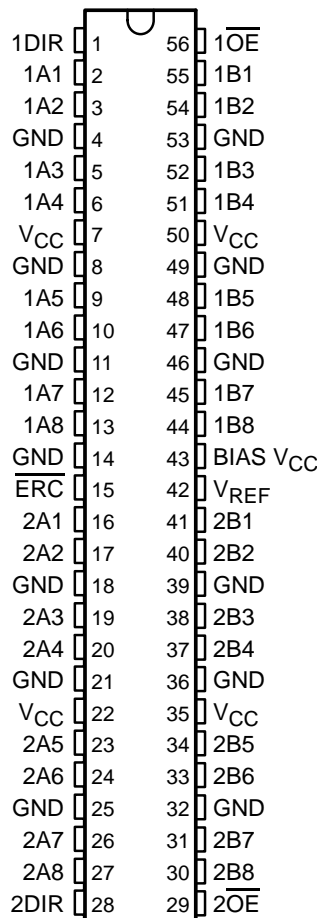 1DIR 1 56 1O̅E̅
1A1 2 55 1B1
1A2 3 54 1B2
GND 4 53 GND
1A3 5 52 1B3
1A4 6 51 1B4
VCC 7 50 VCC
GND 8 49 GND
1A5 9 48 1B5
1A6 10 47 1B6
GND 11 46 GND
1A7 12 45 1B7
1A8 13 44 1B8
GND 14 43 BIAS VCC
E̅R̅C̅ 15 42 VREF
2A1 16 41 2B1
2A2 17 40 2B2
GND 18 39 GND
2A3 19 38 2B3
2A4 20 37 2B4
GND 21 36 GND
VCC 22 35 VCC
2A5 23 34 2B5
2A6 24 33 2B6
GND 25 32 GND
2A7 26 31 2B7
2A8 27 30 2B8
2DIR 28 29 2O̅E̅